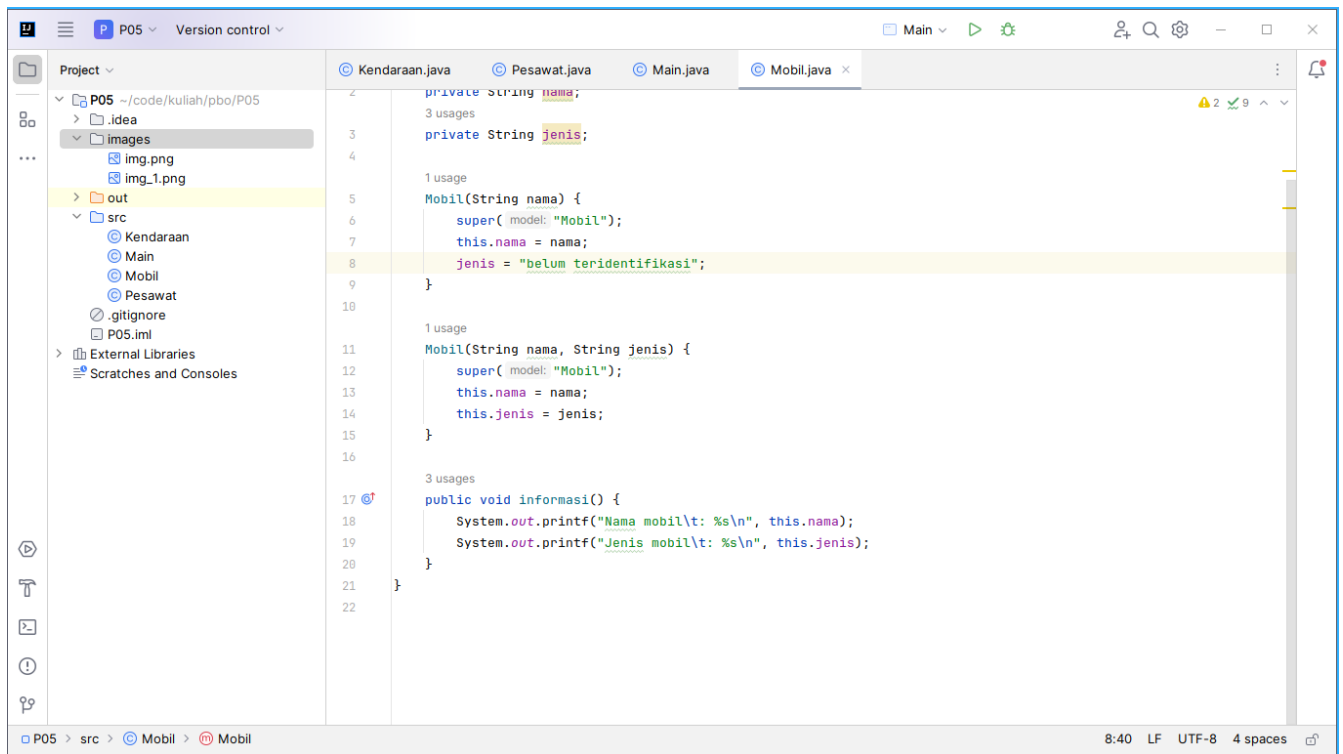 P P05 Version control Main
Project
Kendaraan.java Pesawat.java Main.java Mobil.java
P05 ~/code/kuliah/pbo/P05
.idea
images
img.png
img_1.png
out
src
Kendaraan
Main
Mobil
Pesawat
.gitignore
P05.iml
External Libraries
Scratches and Consoles
2 9
2 private String nama;
3 usages
3 private String jenis;
4
1 usage
5 Mobil(String nama) {
6 super( model: "Mobil");
7 this.nama = nama;
8 jenis = "belum teridentifikasi";
9 }
10
1 usage
11 Mobil(String nama, String jenis) {
12 super( model: "Mobil");
13 this.nama = nama;
14 this.jenis = jenis;
15 }
16
3 usages
17 public void informasi() {
18 System.out.printf("Nama mobil\t: %s\n", this.nama);
19 System.out.printf("Jenis mobil\t: %s\n", this.jenis);
20 }
21 }
22
P05 > src > Mobil > Mobil 8:40 LF UTF-8 4 spaces